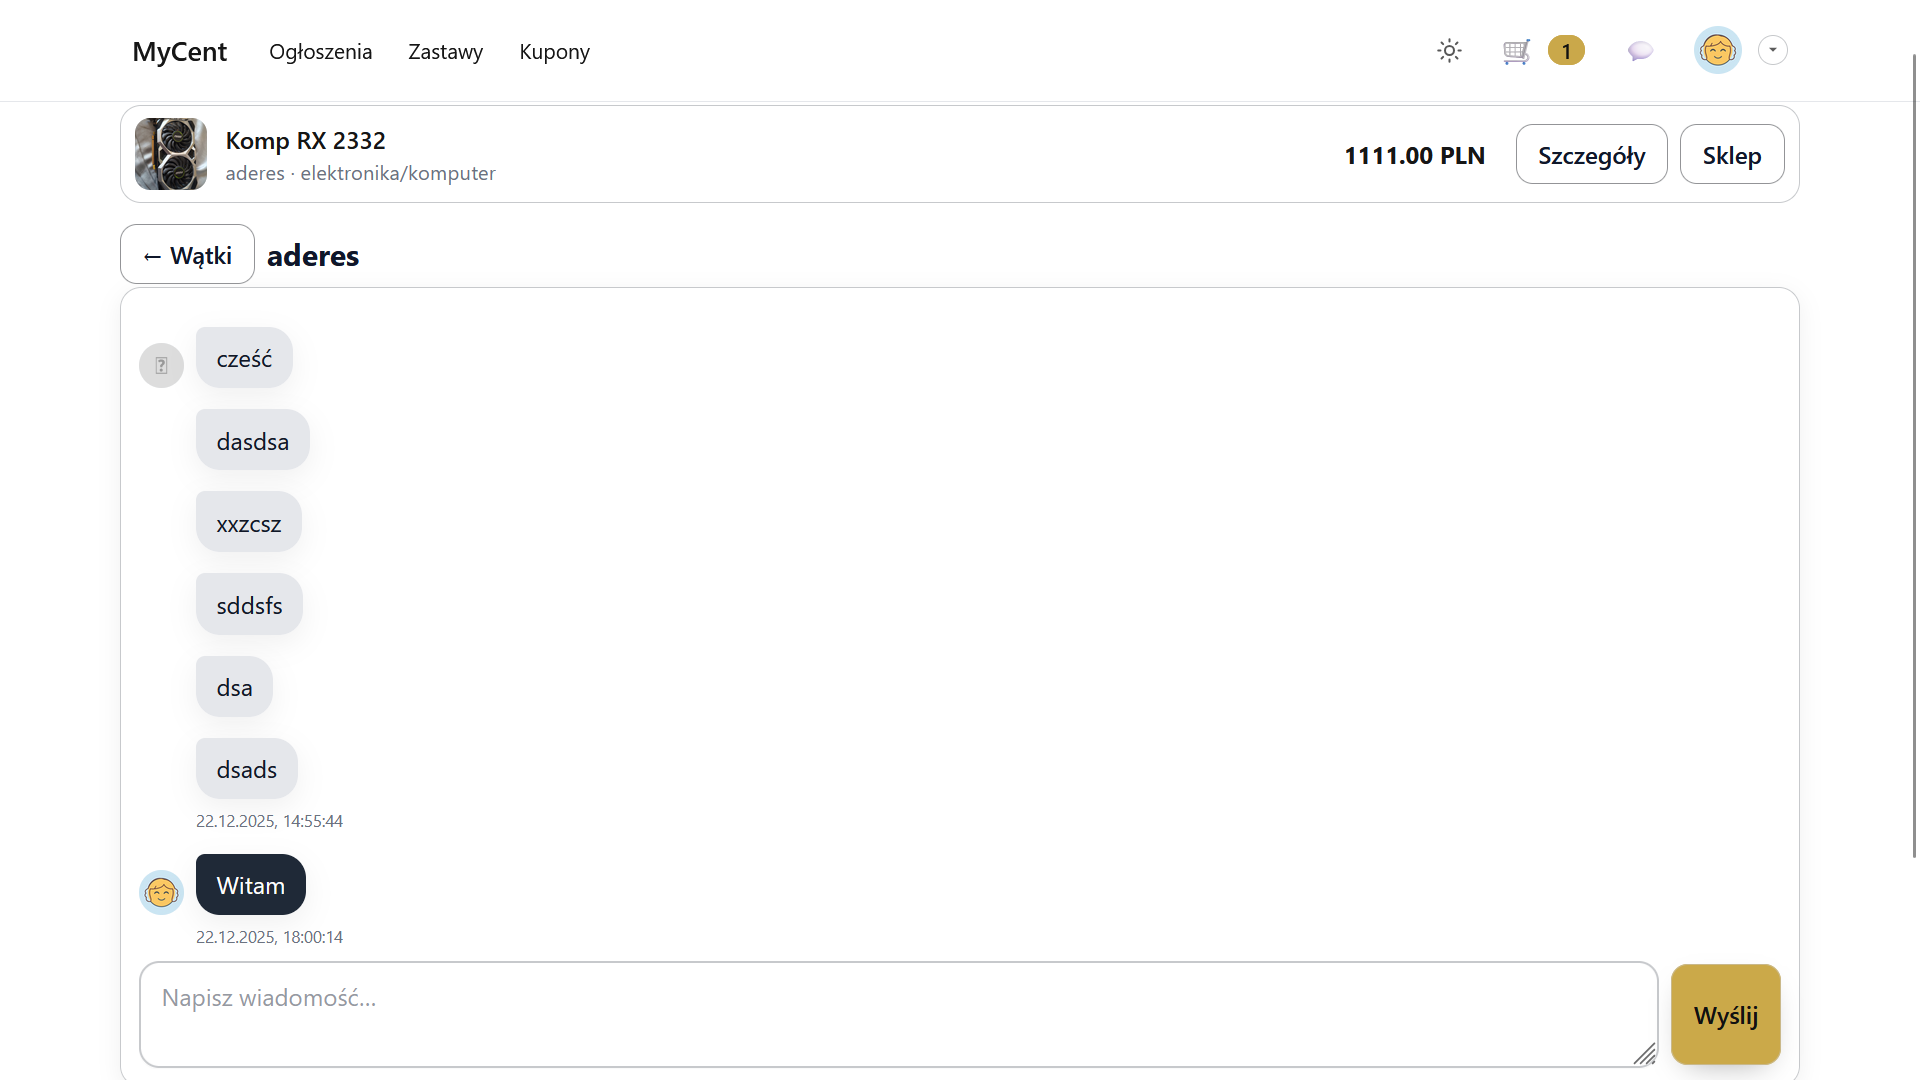 MyCent Ogłoszenia Zastawy Kupony 1
Komp RX 2332
aderes · elektronika/komputer
1111.00 PLN Szczegóły Sklep
← Wątki aderes
cześć
dasdsa
xxzcsz
sddsfs
dsa
dsads
22.12.2025, 14:55:44
Witam
22.12.2025, 18:00:14
Napisz wiadomość...
Wyślij